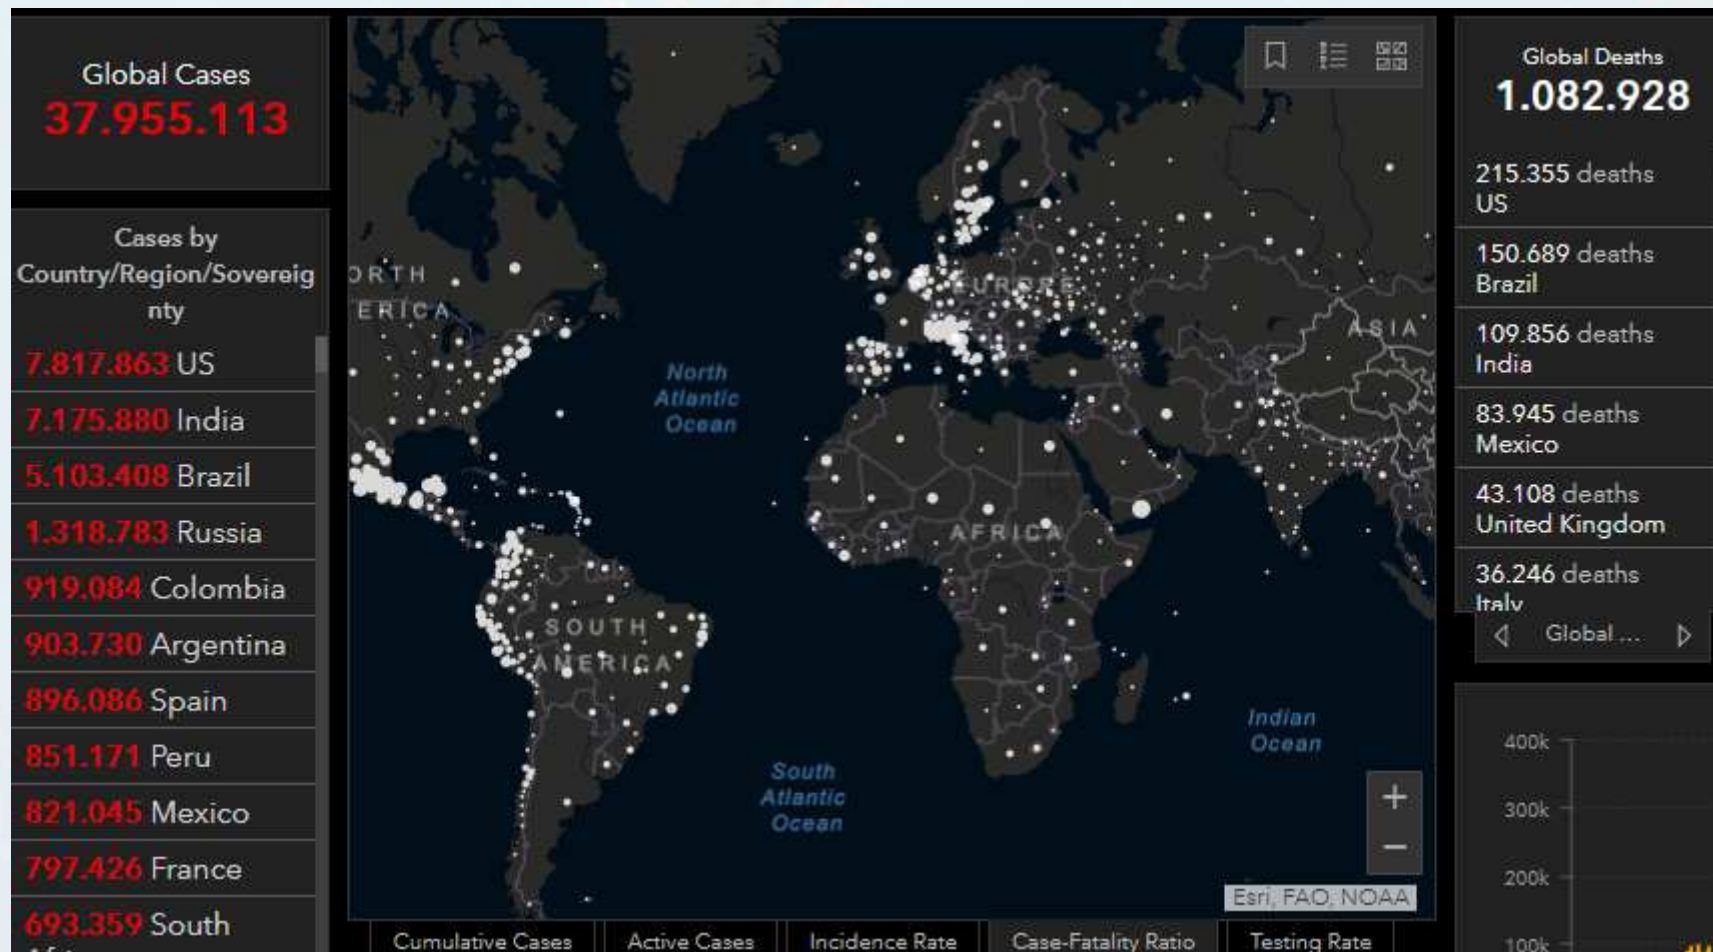 Global Cases
37.955.113
Cases by
Country/Region/Sovereig
nty
7.817.863 US
7.175.880 India
5.103.408 Brazil
1.318.783 Russia
919.084 Colombia
903.730 Argentina
896.086 Spain
851.171 Peru
821.045 Mexico
797.426 France
693.359 South
ORTH
ERICA
North
Atlantic
Ocean
EUROPE
ASIA
AFRICA
SOUTH
AMERICA
South
Atlantic
Ocean
Indian
Ocean
+
−
Esri, FAO, NOAA
Cumulative Cases
Active Cases
Incidence Rate
Case-Fatality Ratio
Testing Rate
Global Deaths
1.082.928
215.355 deaths
US
150.689 deaths
Brazil
109.856 deaths
India
83.945 deaths
Mexico
43.108 deaths
United Kingdom
36.246 deaths
Italy
Global ...
400k
300k
200k
100k